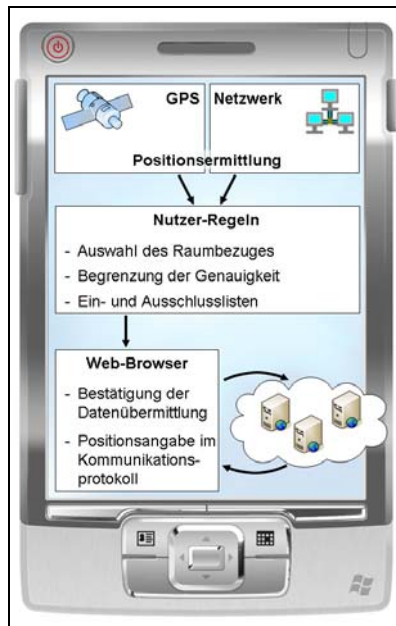 GPS
Netzwerk
Positionsermittlung
Nutzer-Regeln
- Auswahl des Raumbezuges
- Begrenzung der Genauigkeit
- Ein- und Ausschlusslisten
Web-Browser
- Bestätigung der
Datenübermittlung
- Positionsangabe im
Kommunikations-
protokoll